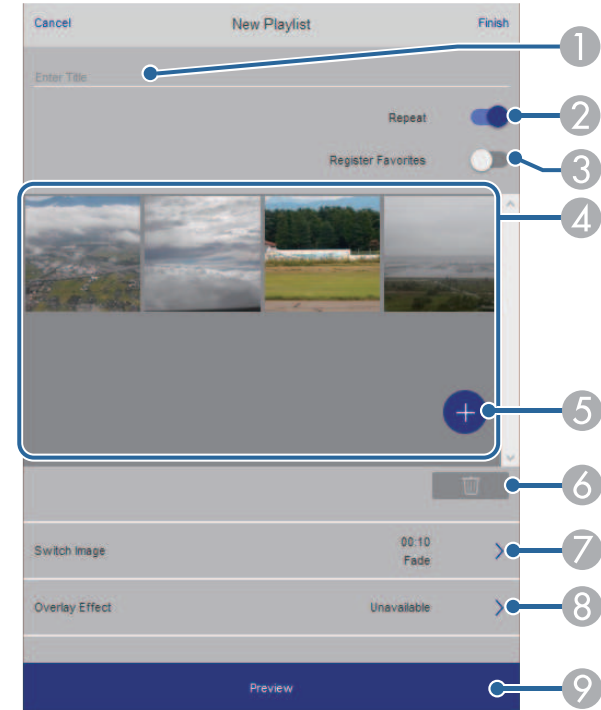 Cancel New Playlist Finish
1
Enter Title
Repeat
2
Register Favorites
3
4
5
6
Switch Image 00:10
Fade
7
Overlay Effect Unavailable
8
Preview
9